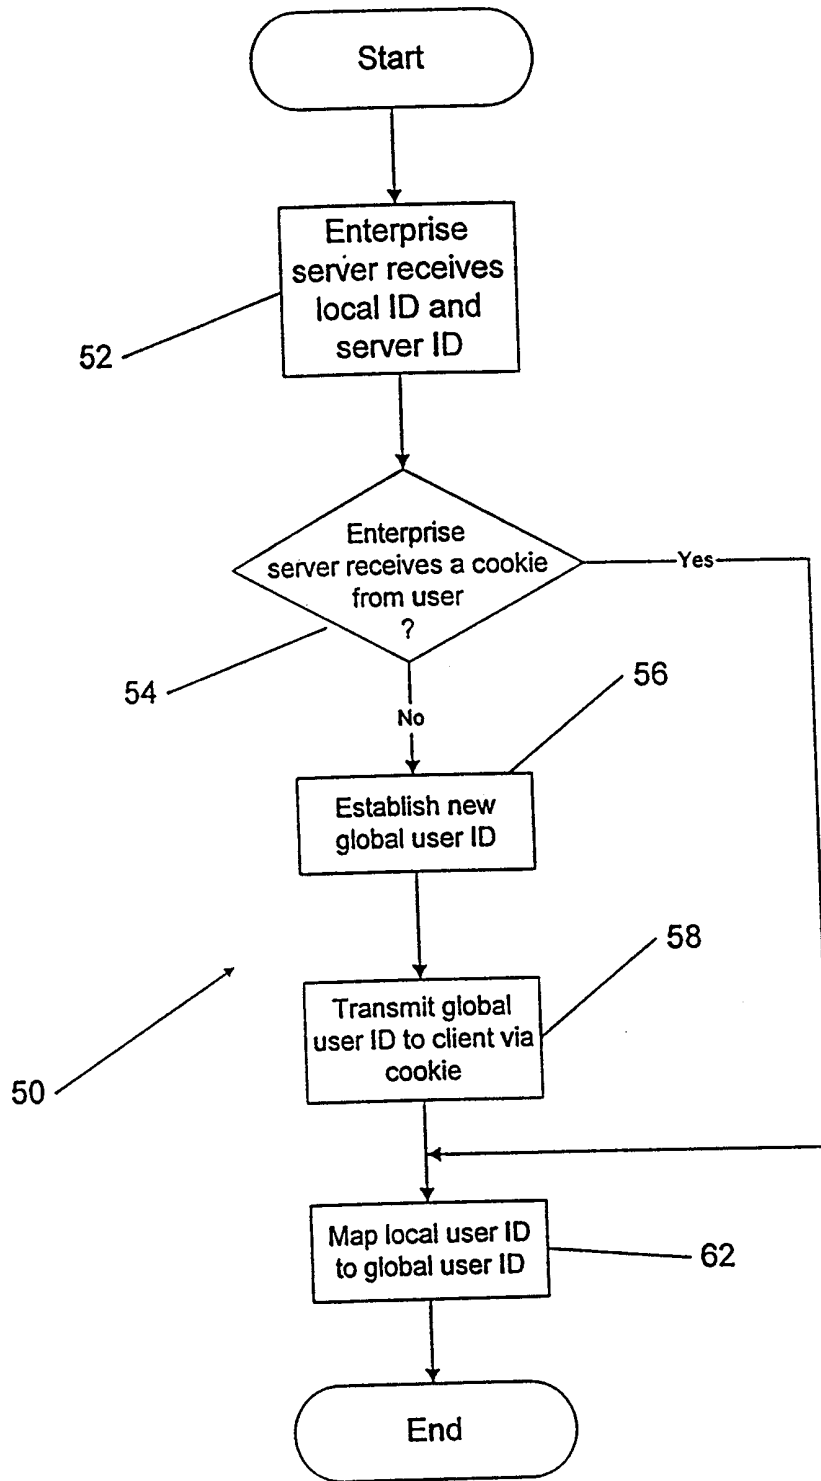 Start
Enterprise
server receives
local ID and
server ID
52
Enterprise
server receives a cookie
from user
?
Yes
54
No
56
Establish new
global user ID
58
Transmit global
user ID to client via
cookie
50
Map local user ID
to global user ID
62
End